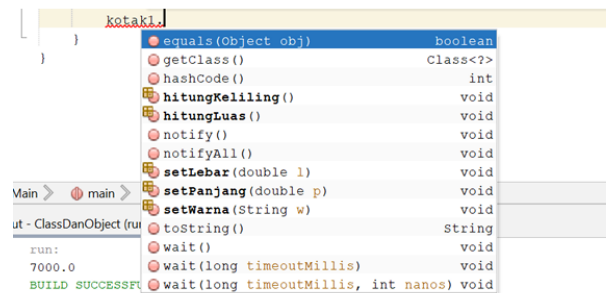 kotak1.
}
}
equals(Object obj) boolean
getClass() Class<?>
hashCode() int
hitungKeliling() void
hitungLuas() void
notify() void
notifyAll() void
setLebar(double l) void
setPanjang(double p) void
setWarna(String w) void
toString() String
wait() void
wait(long timeoutMillis) void
wait(long timeoutMillis, int nanos) void
Main main
ut - ClassDanObject (ru
run:
7000.0
BUILD SUCCESSFU